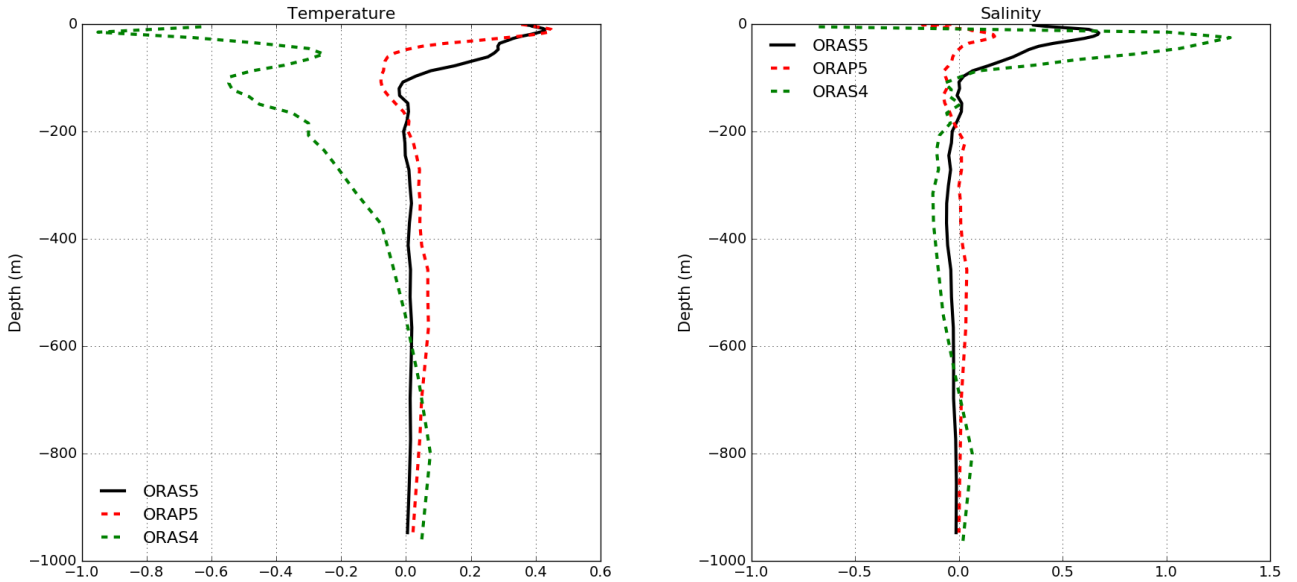 Temperature
0
−200
−400
−600
−800
−1000
Depth (m)
ORAS5
ORAP5
ORAS4
−1.0 −0.8 −0.6 −0.4 −0.2 0.0 0.2 0.4 0.6
Salinity
0
−200
−400
−600
−800
−1000
Depth (m)
ORAS5
ORAP5
ORAS4
−1.0 −0.5 0.0 0.5 1.0 1.5